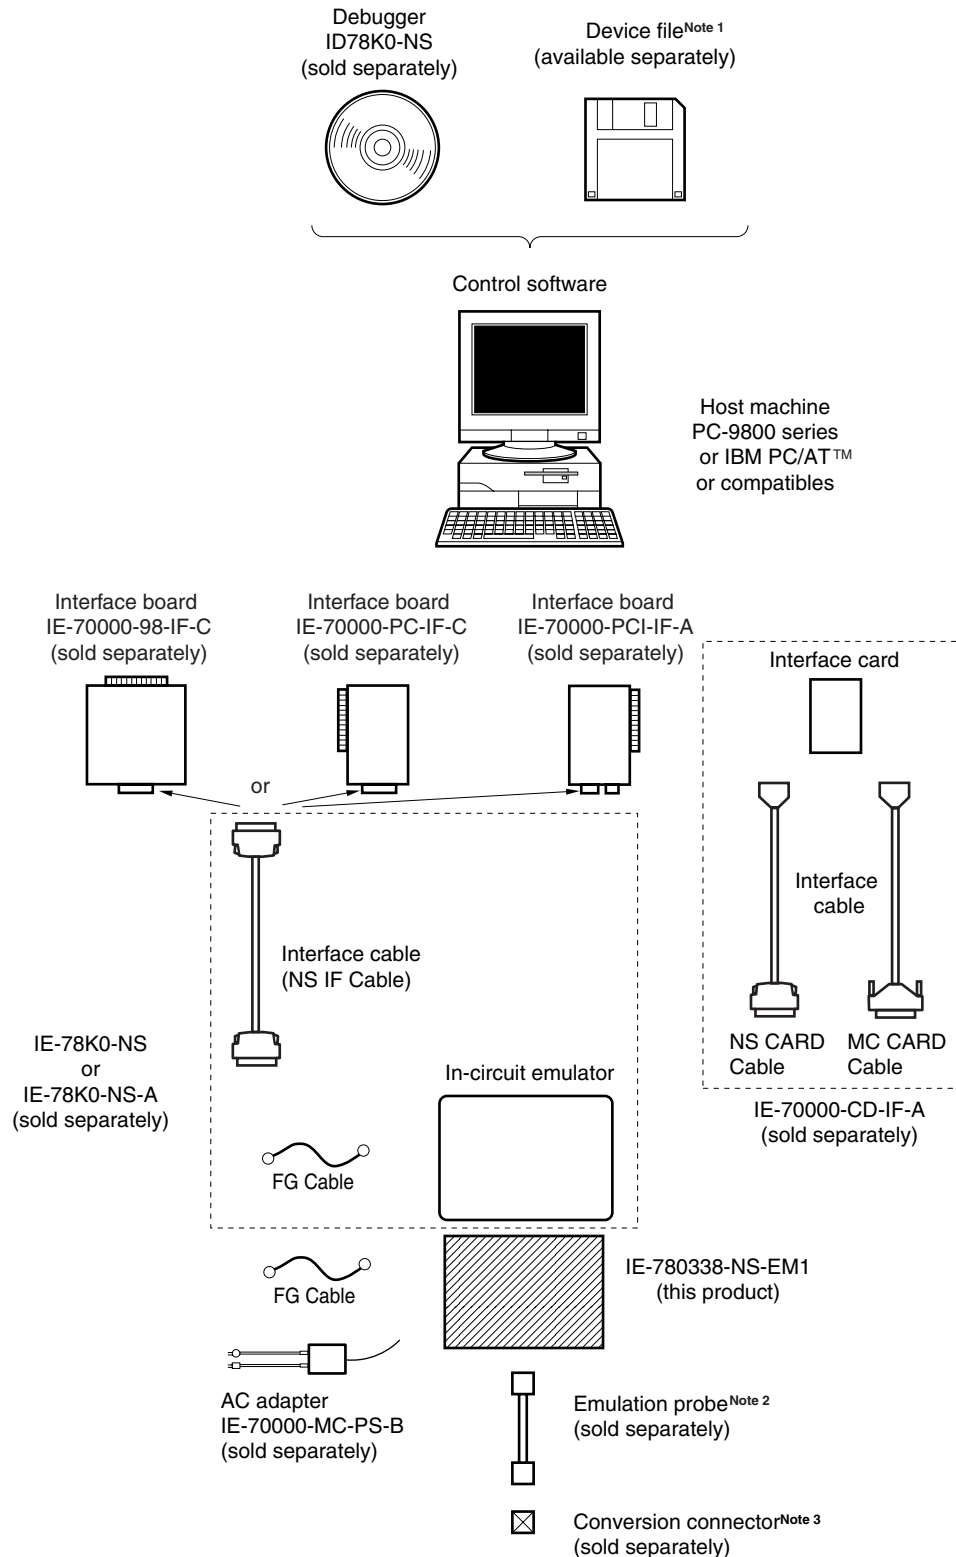 Debugger
ID78K0-NS
(sold separately)
Device fileNote 1
(available separately)
Control software
Host machine
PC-9800 series
or IBM PC/AT™
or compatibles
Interface board
IE-70000-98-IF-C
(sold separately)
Interface board
IE-70000-PC-IF-C
(sold separately)
Interface board
IE-70000-PCI-IF-A
(sold separately)
Interface card
or
Interface
cable
Interface cable
(NS IF Cable)
NS CARD
Cable
MC CARD
Cable
IE-70000-CD-IF-A
(sold separately)
IE-78K0-NS
or
IE-78K0-NS-A
(sold separately)
In-circuit emulator
FG Cable
FG Cable
IE-780338-NS-EM1
(this product)
AC adapter
IE-70000-MC-PS-B
(sold separately)
Emulation probeNote 2
(sold separately)
Conversion connectorNote 3
(sold separately)